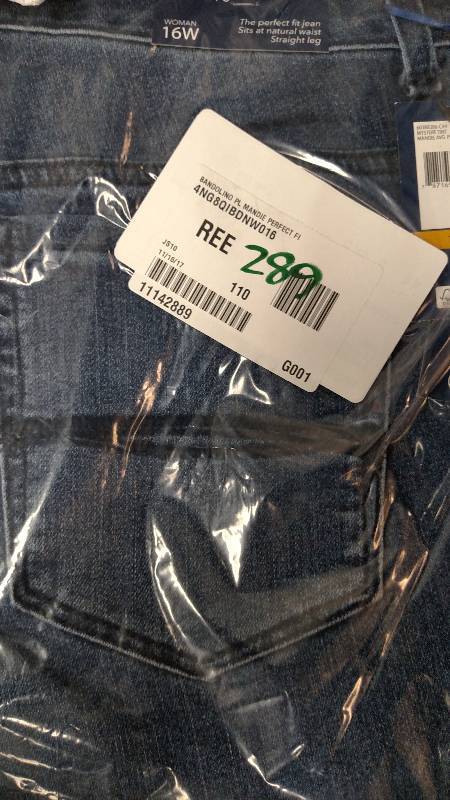 WOMAN
16W
The perfect fit jean
Sits at natural waist
Straight leg
BANDOLINO PL MANDIE PERFECT FI
4NG8QIBDNW016
REE
289
JS10
11/16/17
110
11142889
G001